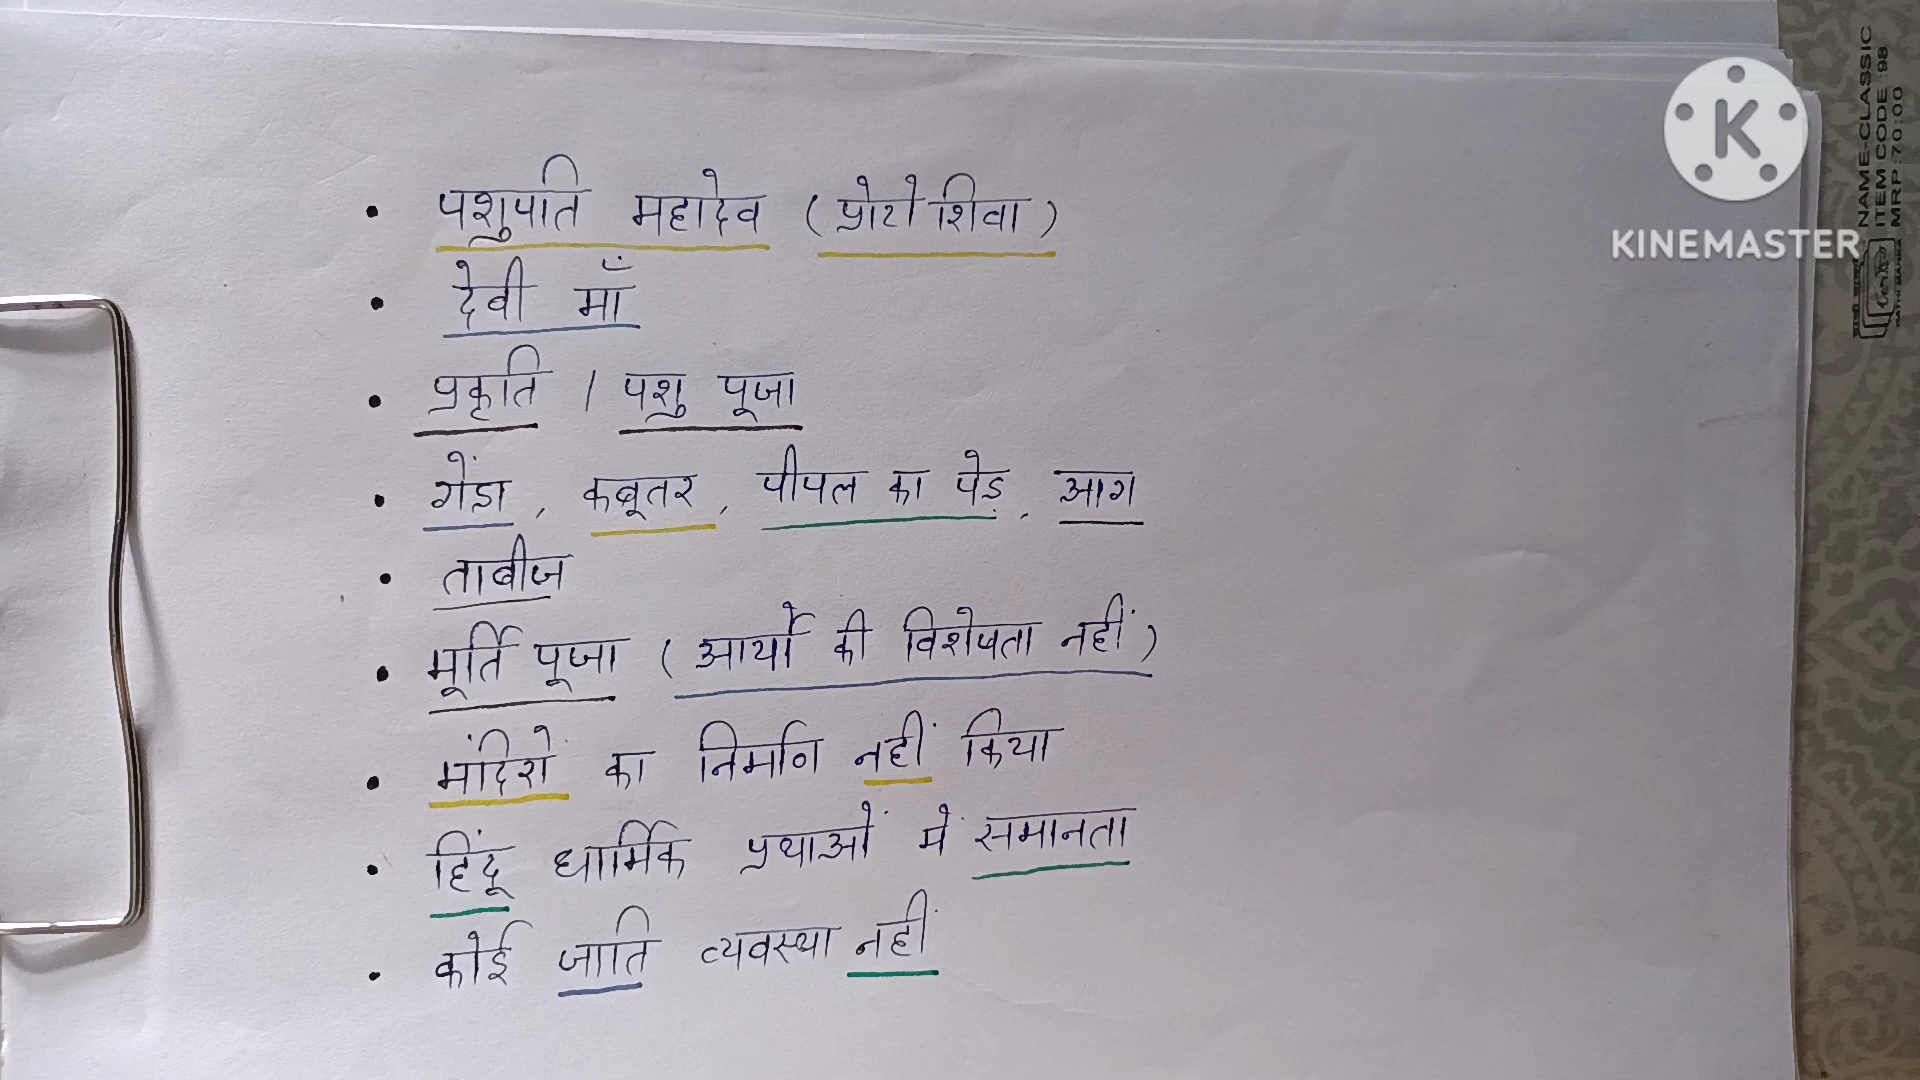 • पशुपति महादेव (प्रोटो शिवा)
• देवी माँ
• प्रकृति / पशु पूजा
• गेंडा, कबूतर, पीपल का पेड़, आग
• ताबीज
• मूर्ति पूजा (आर्यों की विशेषता नहीं)
• मंदिरों का निर्माण नहीं किया
• हिंदू धार्मिक प्रथाओं में समानता
• कोई जाति व्यवस्था नहीं
K
KINEMASTER
NAME-CLASSIC
ITEM CODE :98
MRP:70:00